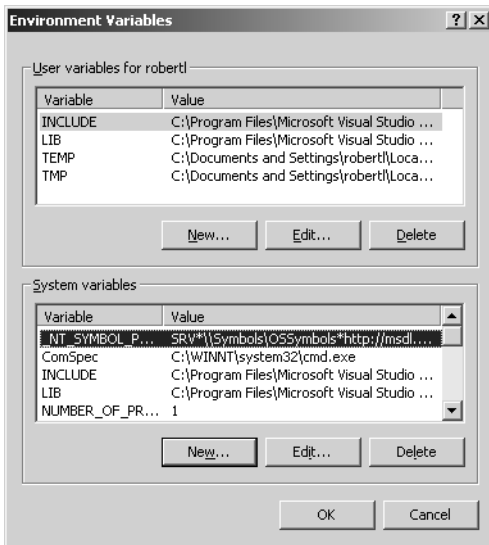 Environment Variables
User variables for robertl
Variable Value
INCLUDE C:\Program Files\Microsoft Visual Studio ...
LIB C:\Program Files\Microsoft Visual Studio ...
TEMP C:\Documents and Settings\robertl\Loca...
TMP C:\Documents and Settings\robertl\Loca...
New... Edit... Delete
System variables
Variable Value
_NT_SYMBOL_P... SRV*\\Symbols\OSSymbols*http://msdl....
ComSpec C:\WINNT\system32\cmd.exe
INCLUDE C:\Program Files\Microsoft Visual Studio ...
LIB C:\Program Files\Microsoft Visual Studio ...
NUMBER_OF_PR... 1
New... Edit... Delete
OK Cancel